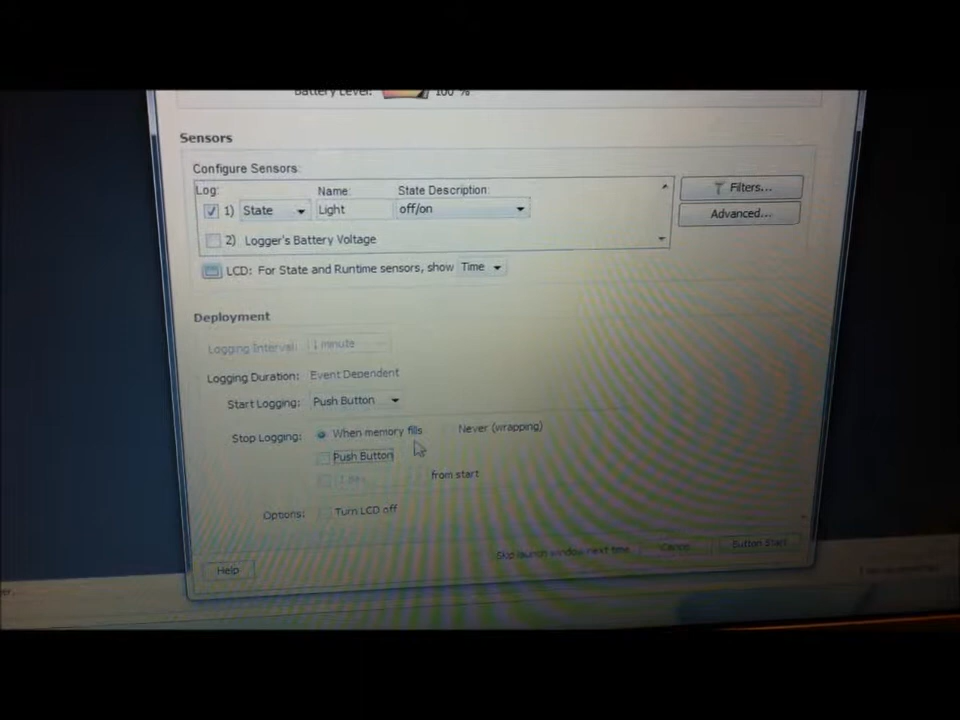 Battery Level: 100 %
Sensors
Configure Sensors:
Log: Name: State Description:
1) State Light off/on
Filters...
Advanced...
2) Logger's Battery Voltage
LCD: For State and Runtime sensors, show Time
Deployment
Logging Interval: 1 minute
Logging Duration: Event Dependent
Start Logging: Push Button
Stop Logging: When memory fills Never (wrapping)
Push Button
from start
Options: Turn LCD off
Skip launch window next time Cancel Button Start
Help